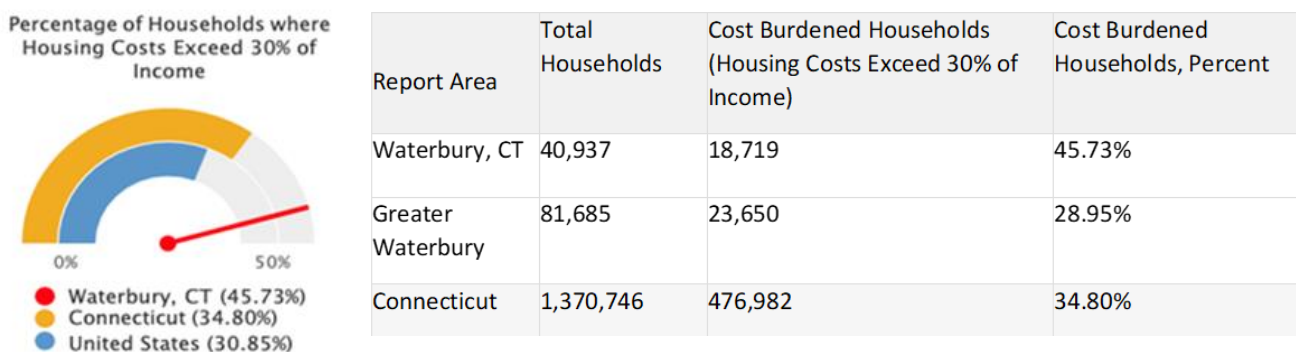 Percentage of Households where
Housing Costs Exceed 30% of
Income
0%
50%
Waterbury, CT (45.73%)
Connecticut (34.80%)
United States (30.85%)
Report Area
Total
Households
Cost Burdened Households
(Housing Costs Exceed 30% of
Income)
Cost Burdened
Households, Percent
Waterbury, CT 40,937 18,719 45.73%
Greater
Waterbury
81,685 23,650 28.95%
Connecticut 1,370,746 476,982 34.80%